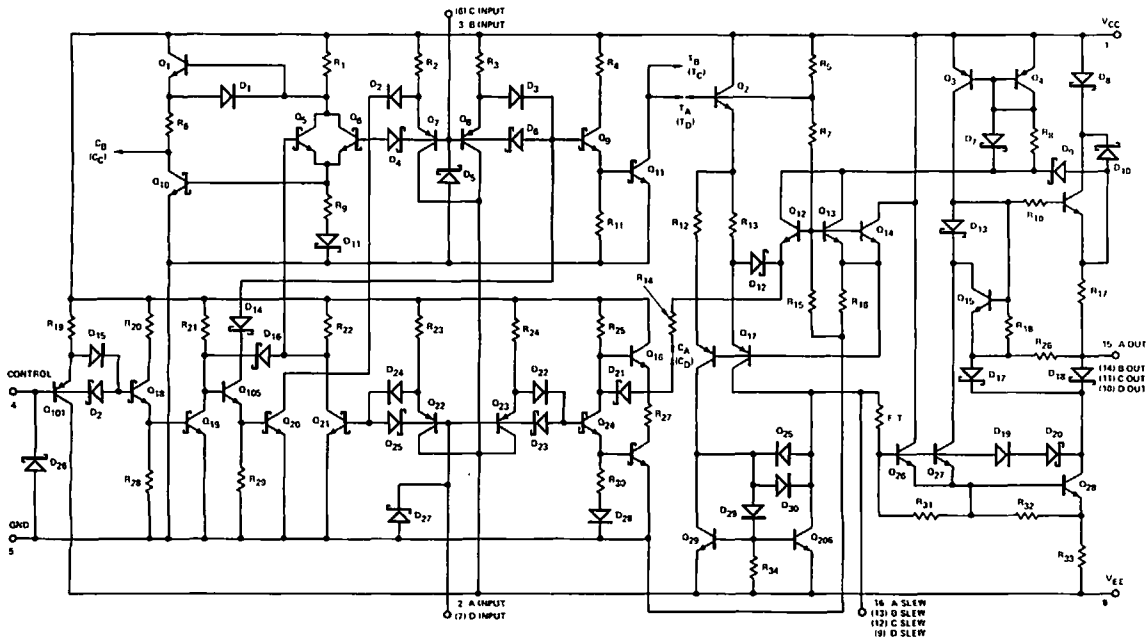 (6) C INPUT
3 B INPUT
VCC
1
Q1
R1
R2
R3
R4
TB
(TC)
Q2
R5
Q3
Q4
D8
D1
D2
D3
TA
(TD)
R6
Q5
Q6
Q7
Q8
D6
Q9
R7
D7
R8
D9
D10
CB
(CC)
D4
D5
Q11
Q10
R9
R11
R12
R13
Q12
Q13
Q14
R10
D13
D11
D12
R14
R15
R16
Q15
R17
R18
R19
D15
R20
R21
D14
D16
R22
R23
R24
R25
Q16
CA
(CD)
Q17
R26
15 A OUT
(14) B OUT
(11) C OUT
(10) D OUT
CONTROL
4
Q101
D2
Q18
Q105
D24
Q22
Q23
D22
D21
R27
D17
D18
Q19
Q20
Q21
D25
D23
Q24
F T
D26
R28
R29
D27
R30
D28
Q25
D30
D29
Q26
Q27
D19
D20
Q28
R31
R32
GND
5
Q29
Q206
R34
R33
VEE
8
2 A INPUT
(7) D INPUT
16 A SLEW
(13) B SLEW
(12) C SLEW
(9) D SLEW